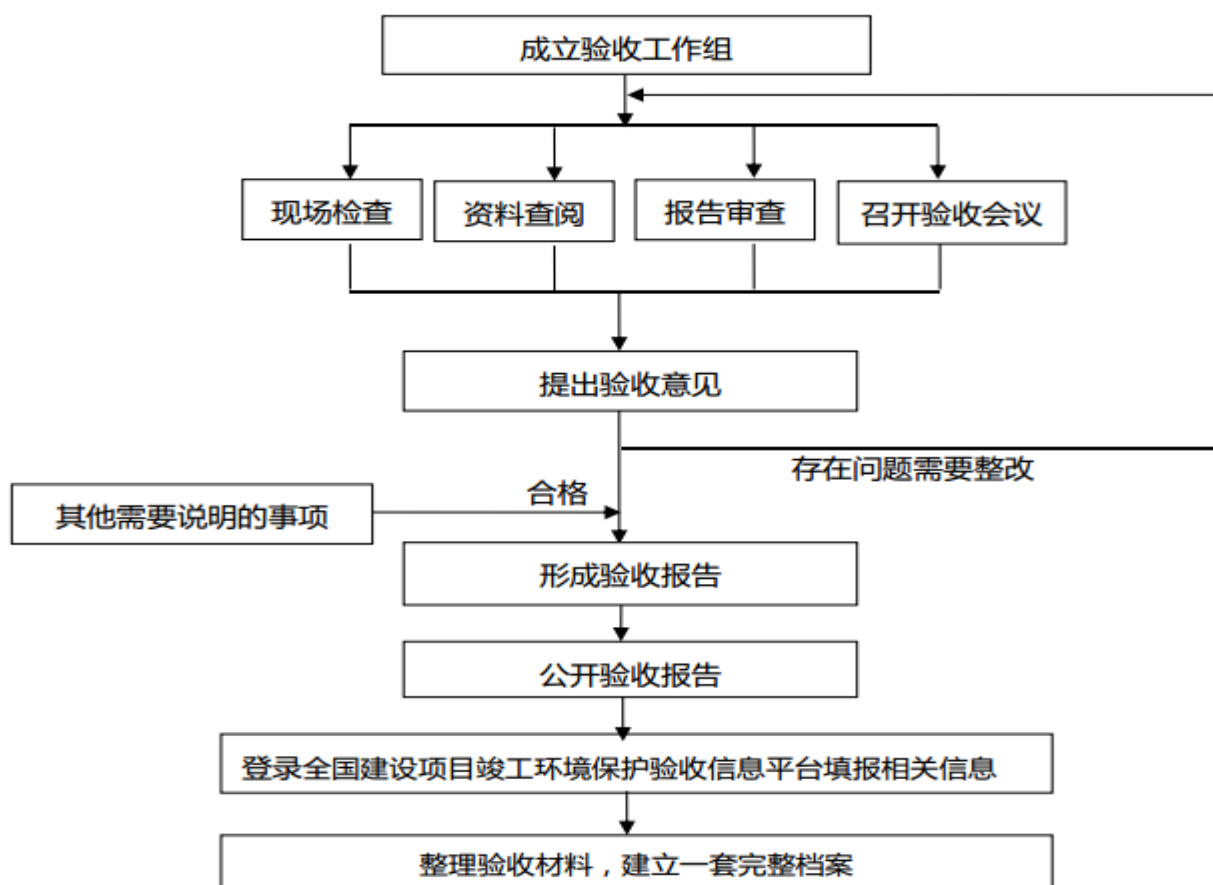 成立验收工作组
现场检查
资料查阅
报告审查
召开验收会议
提出验收意见
存在问题需要整改
合格
其他需要说明的事项
形成验收报告
公开验收报告
登录全国建设项目竣工环境保护验收信息平台填报相关信息
整理验收材料，建立一套完整档案